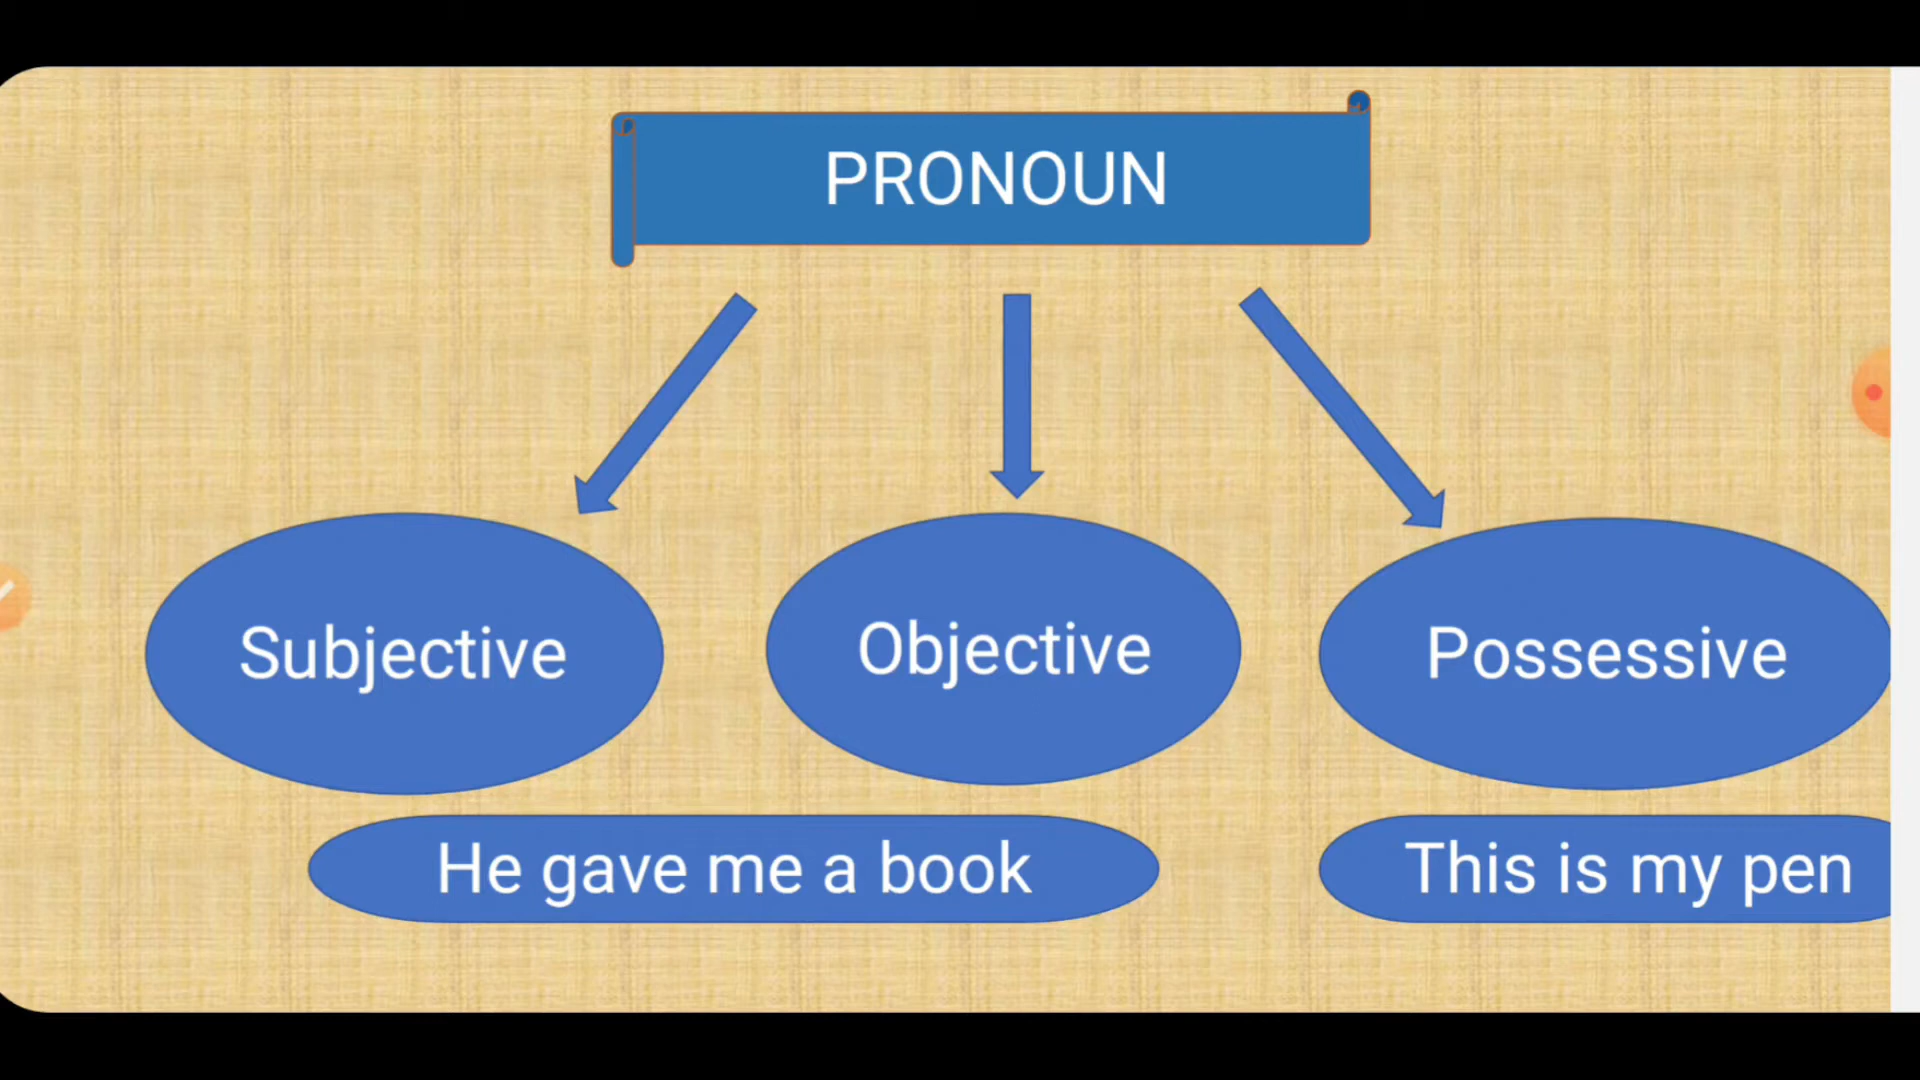 PRONOUN
Subjective
Objective
Possessive
He gave me a book
This is my pen